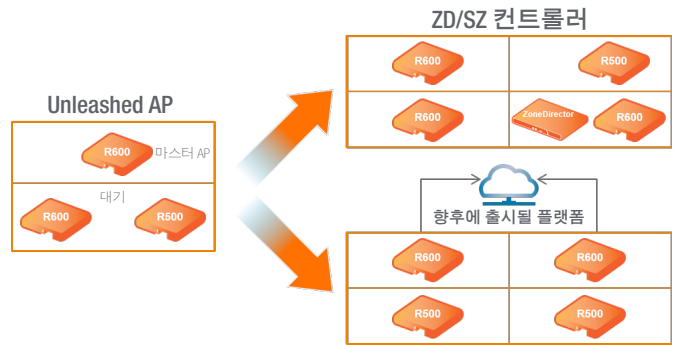 ZD/SZ 컨트롤러
R600
R500
R600
ZoneDirector
R600
Unleashed AP
R600
마스터 AP
대기
R600
R500
향후에 출시될 플랫폼
R600
R600
R500
R500